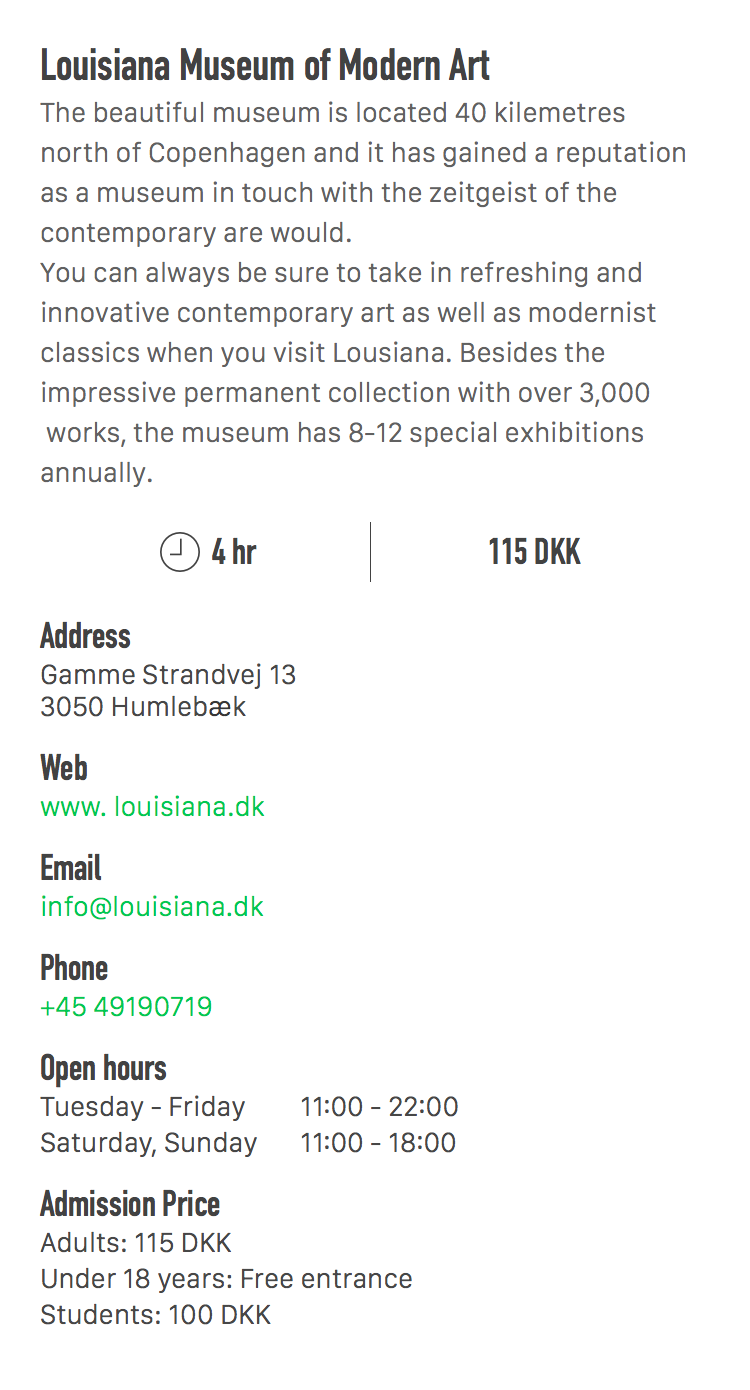 Louisiana Museum of Modern Art
The beautiful museum is located 40 kilemetres
north of Copenhagen and it has gained a reputation
as a museum in touch with the zeitgeist of the
contemporary are would.
You can always be sure to take in refreshing and
innovative contemporary art as well as modernist
classics when you visit Lousiana. Besides the
impressive permanent collection with over 3,000
works, the museum has 8-12 special exhibitions
annually.
4 hr 115 DKK
Address
Gamme Strandvej 13
3050 Humlebæk
Web
www. louisiana.dk
Email
info@louisiana.dk
Phone
+45 49190719
Open hours
Tuesday - Friday 11:00 - 22:00
Saturday, Sunday 11:00 - 18:00
Admission Price
Adults: 115 DKK
Under 18 years: Free entrance
Students: 100 DKK